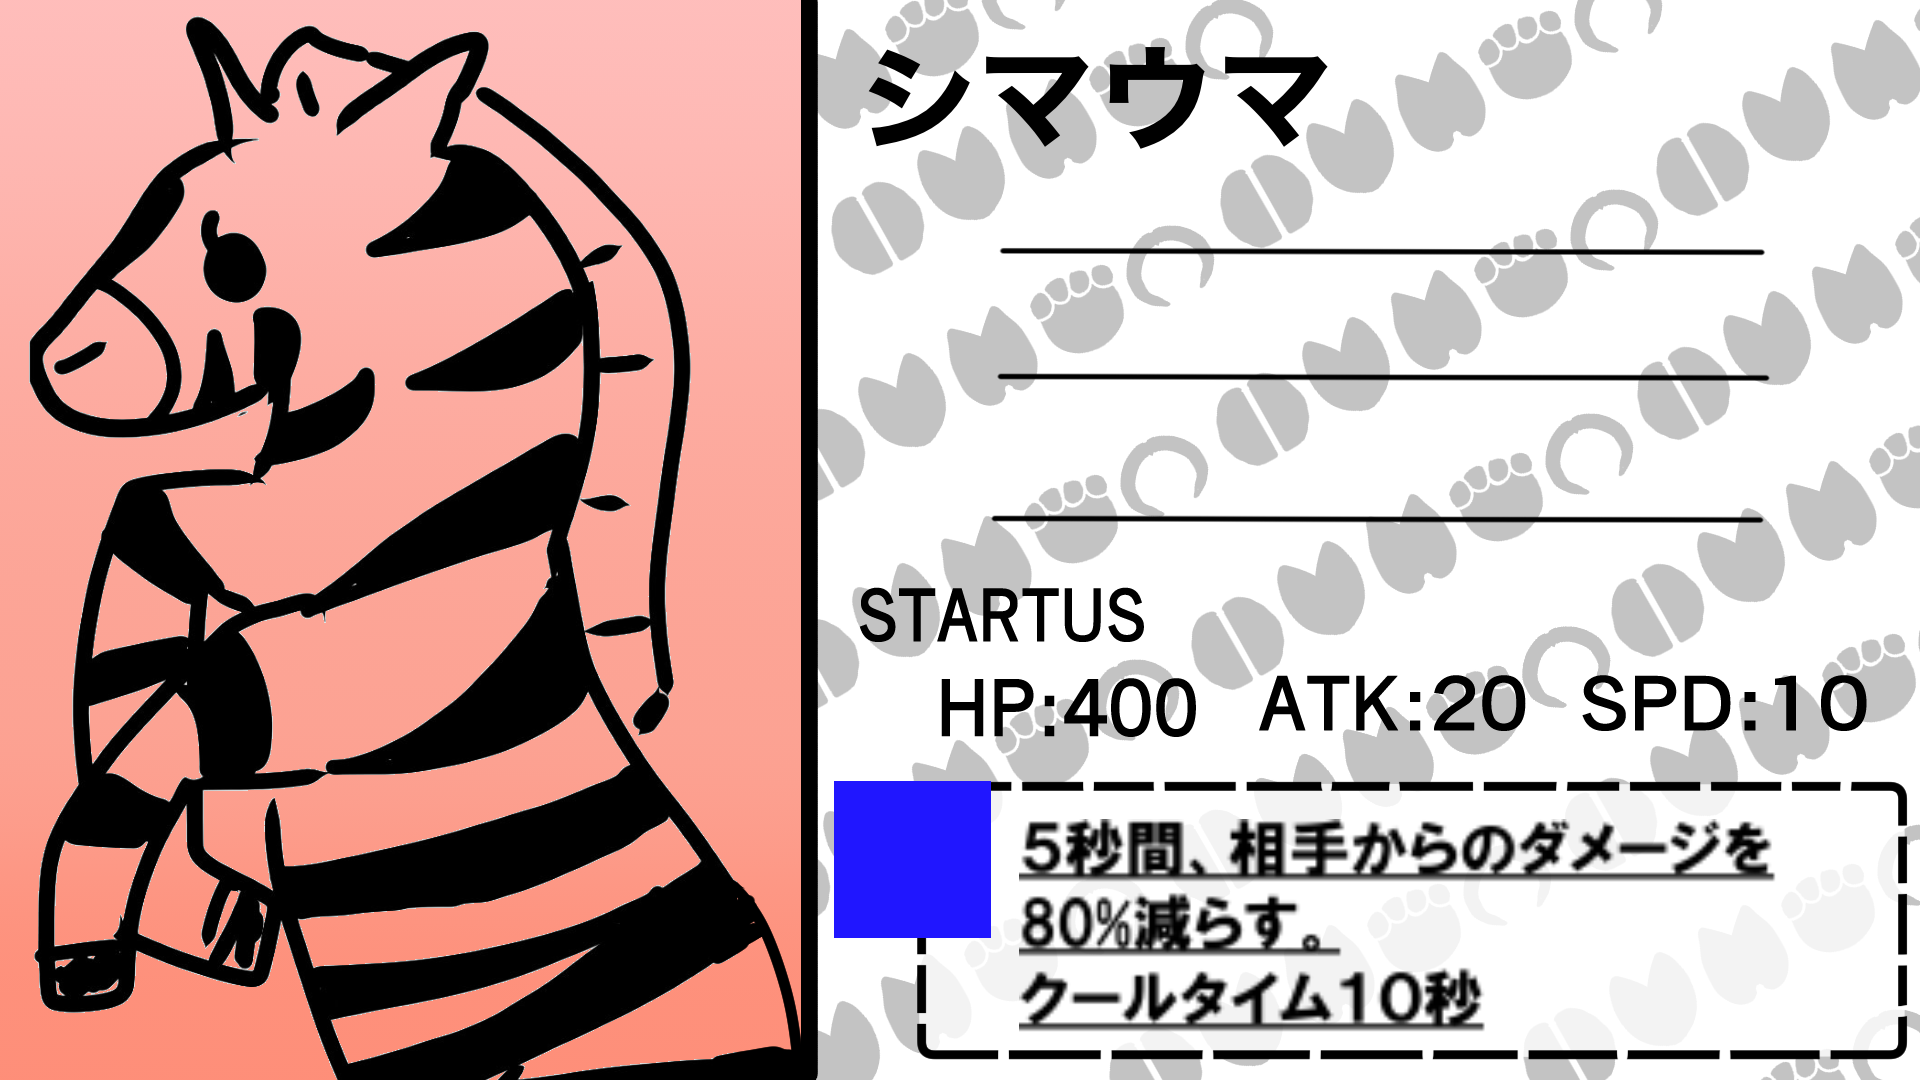 シマウマ
STARTUS
HP:400 ATK:20 SPD:10
5秒間、相手からのダメージを
80%減らす。
クールタイム10秒